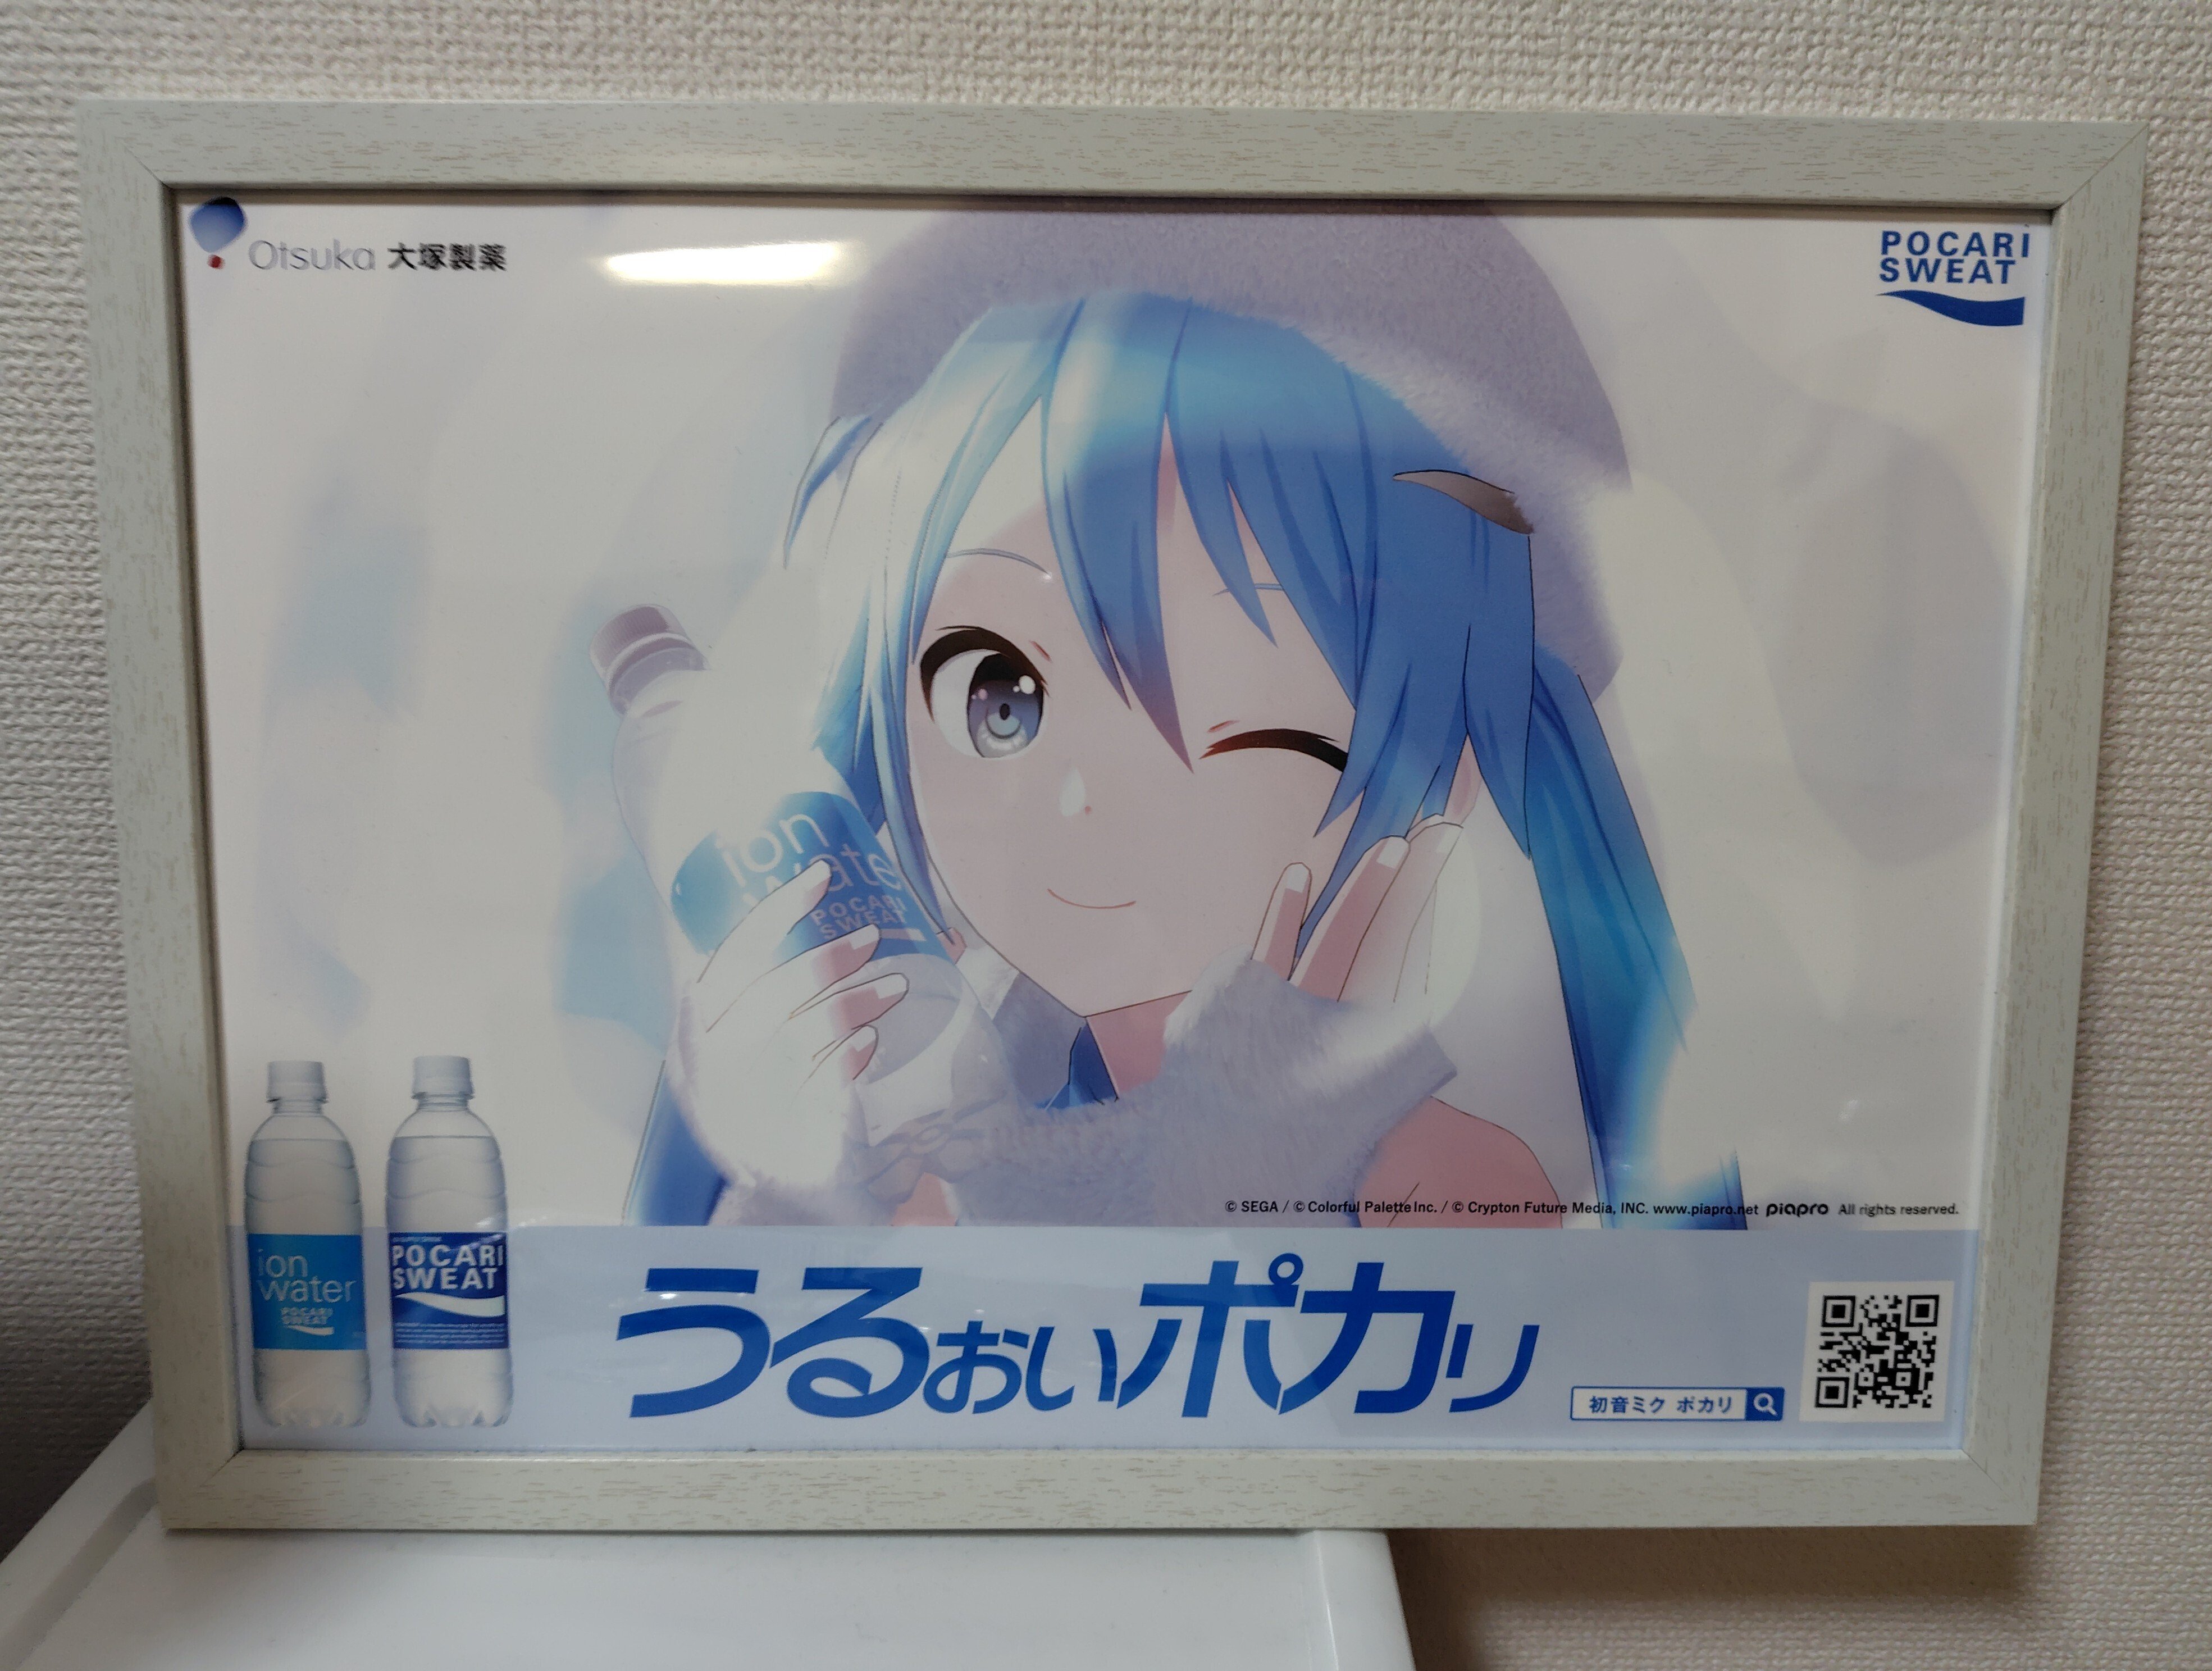 Otsuka 大塚製薬
POCARI
SWEAT
ion
water
POCARI
SWEAT
© SEGA / © Colorful Palette Inc. / © Crypton Future Media, INC. www.piapro.net piapro All rights reserved.
ion
water
POCARI
SWEAT
POCARI
SWEAT
うるおいポカリ
初音ミク ポカリ